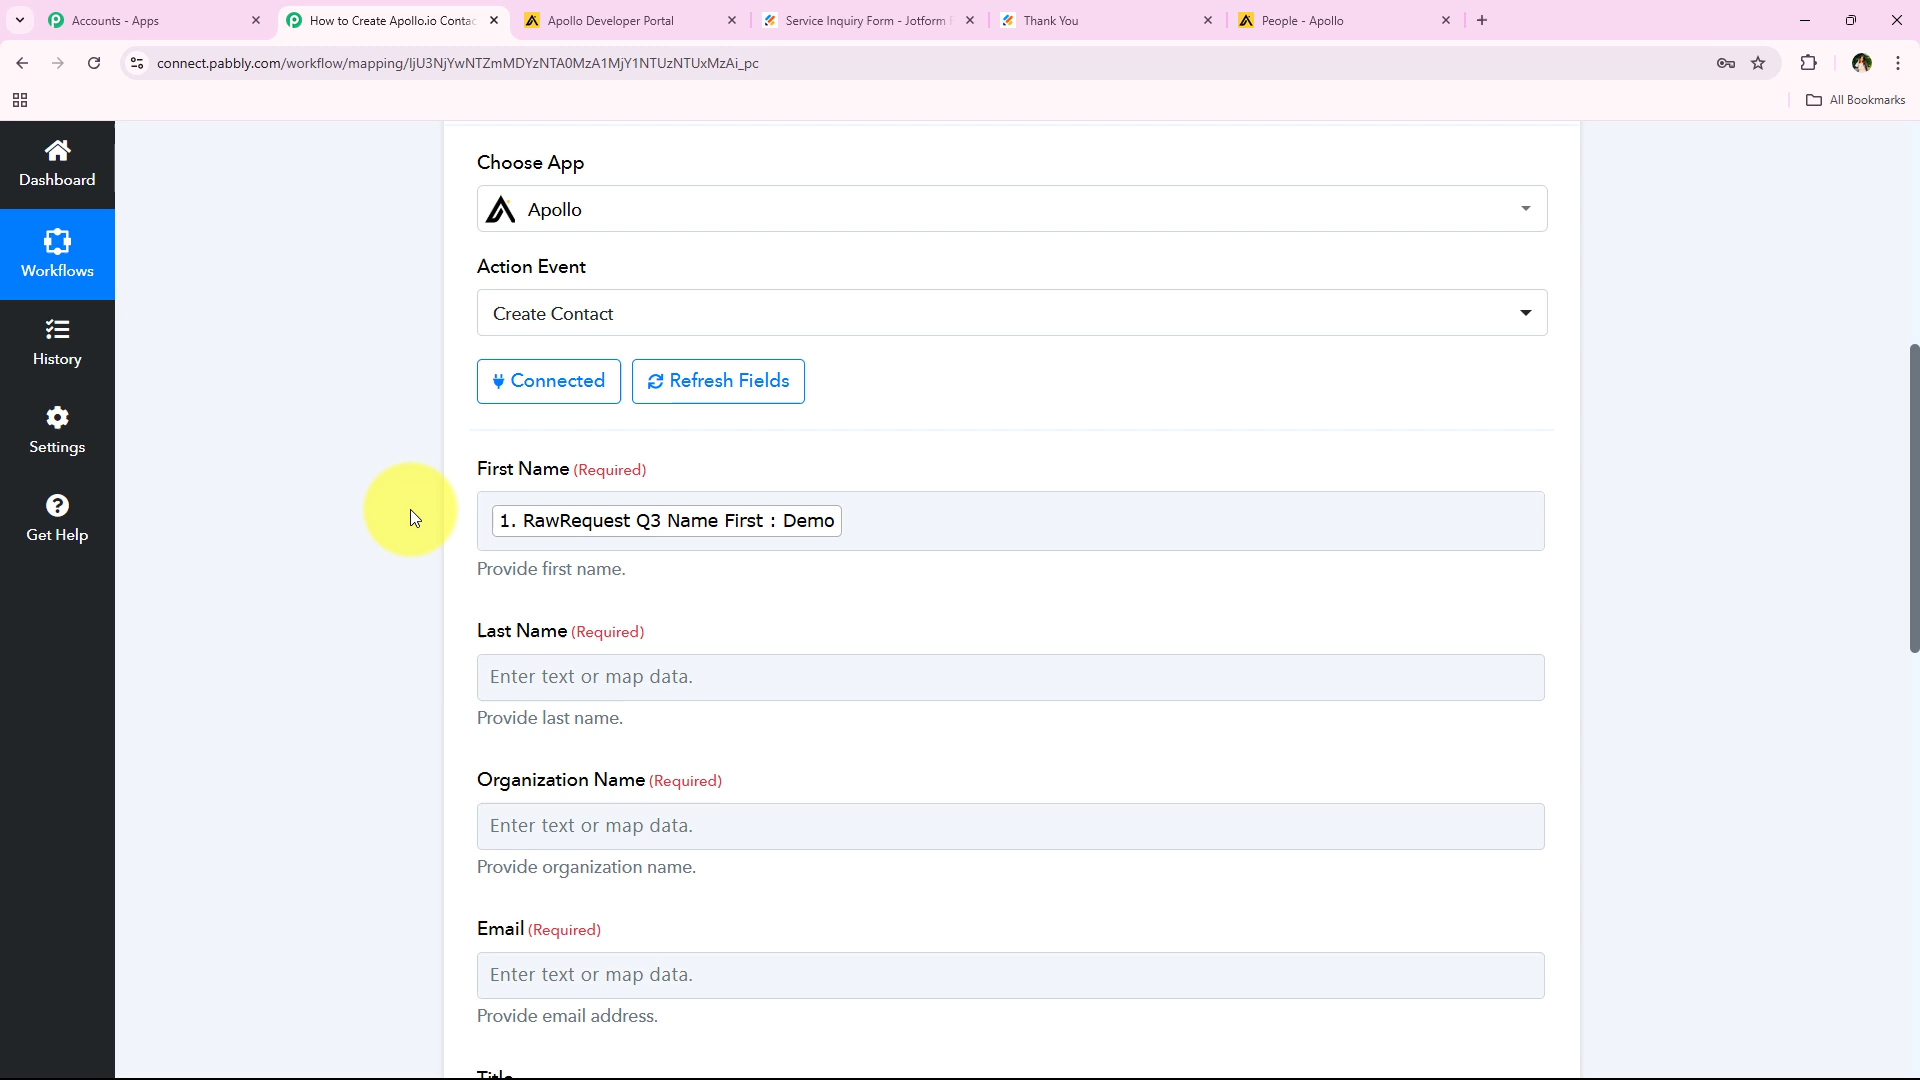 Accounts - Apps
How to Create Apollo.io Contac
Apollo Developer Portal
Service Inquiry Form - Jotform
Thank You
People - Apollo
connect.pabbly.com/workflow/mapping/IjU3NjYwNTZmMDYzNTA0MzA1MjY1NTUzNTUxMzAi_pc
All Bookmarks
Dashboard
Workflows
History
Settings
Get Help
Choose App
Apollo
Action Event
Create Contact
Connected
Refresh Fields
First Name (Required)
1. RawRequest Q3 Name First : Demo
Provide first name.
Last Name (Required)
Enter text or map data.
Provide last name.
Organization Name (Required)
Enter text or map data.
Provide organization name.
Email (Required)
Enter text or map data.
Provide email address.
Title